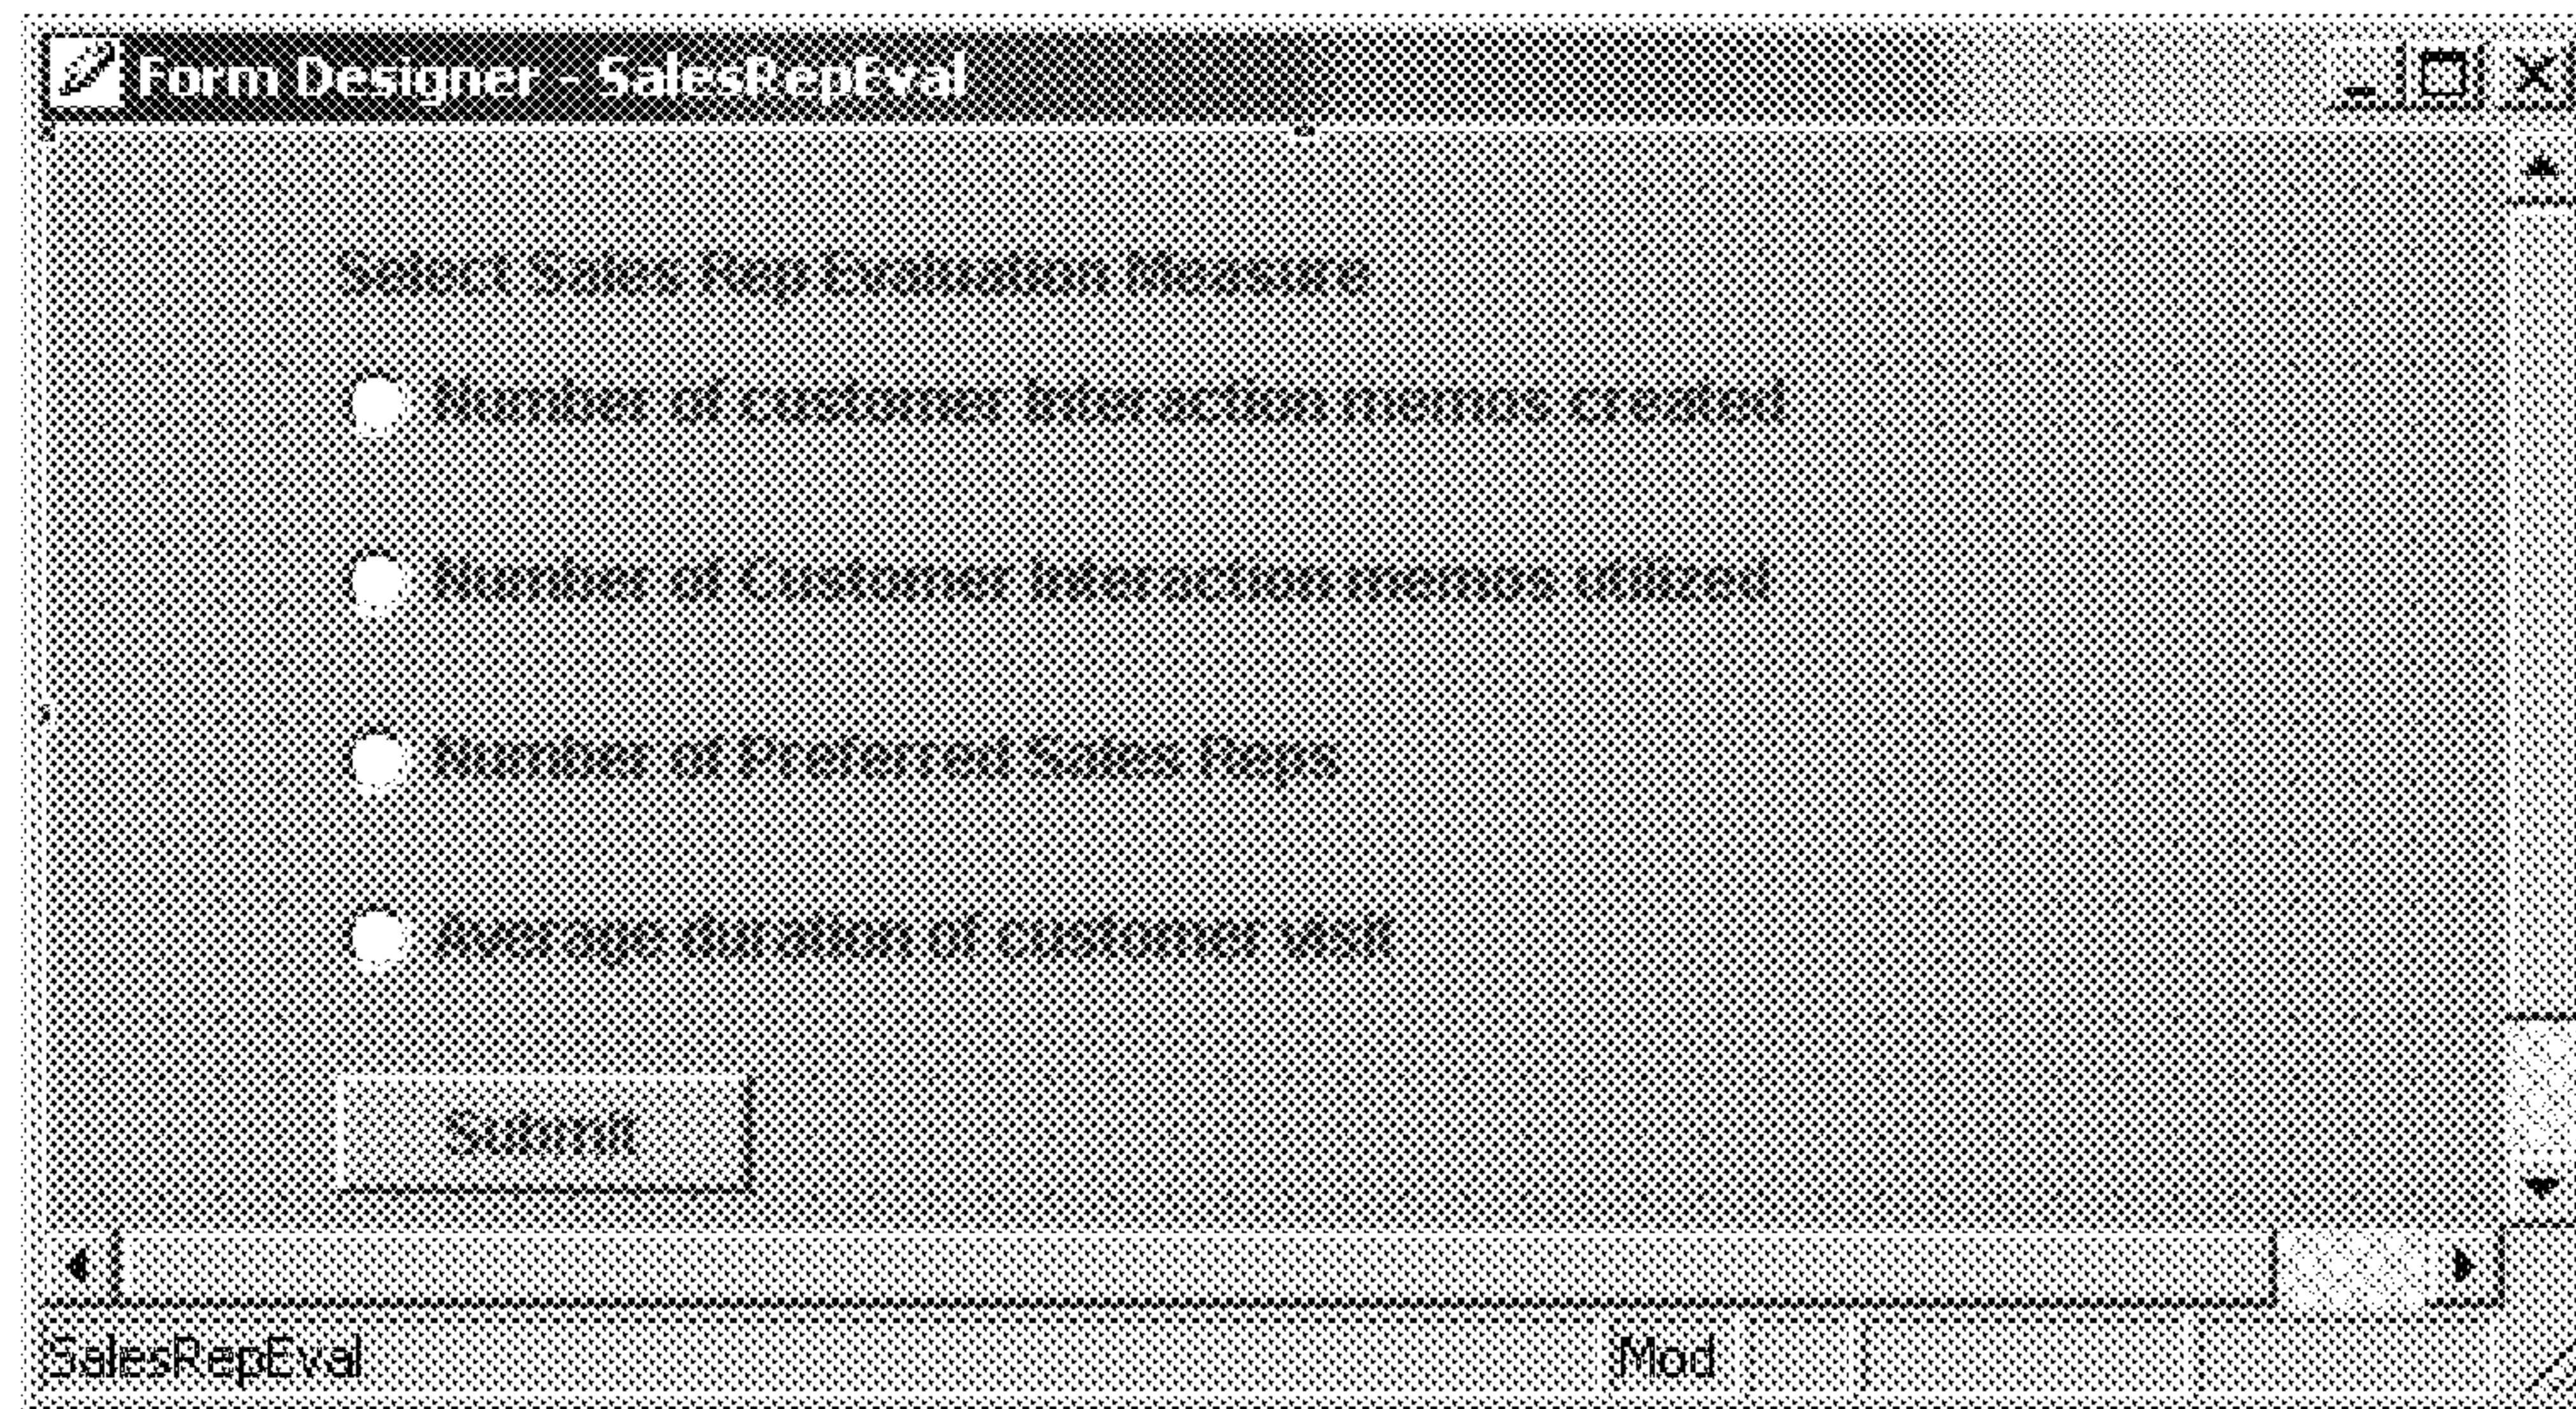 Form Designer - SalesRepEval
Select Sales Rep Evaluation Measure
Number of customer Interaction memos created
Number of Customer Interaction memos utilized
Number of Preferred Sales Reps
Average duration of customer visit
Submit
SalesRepEval Mod